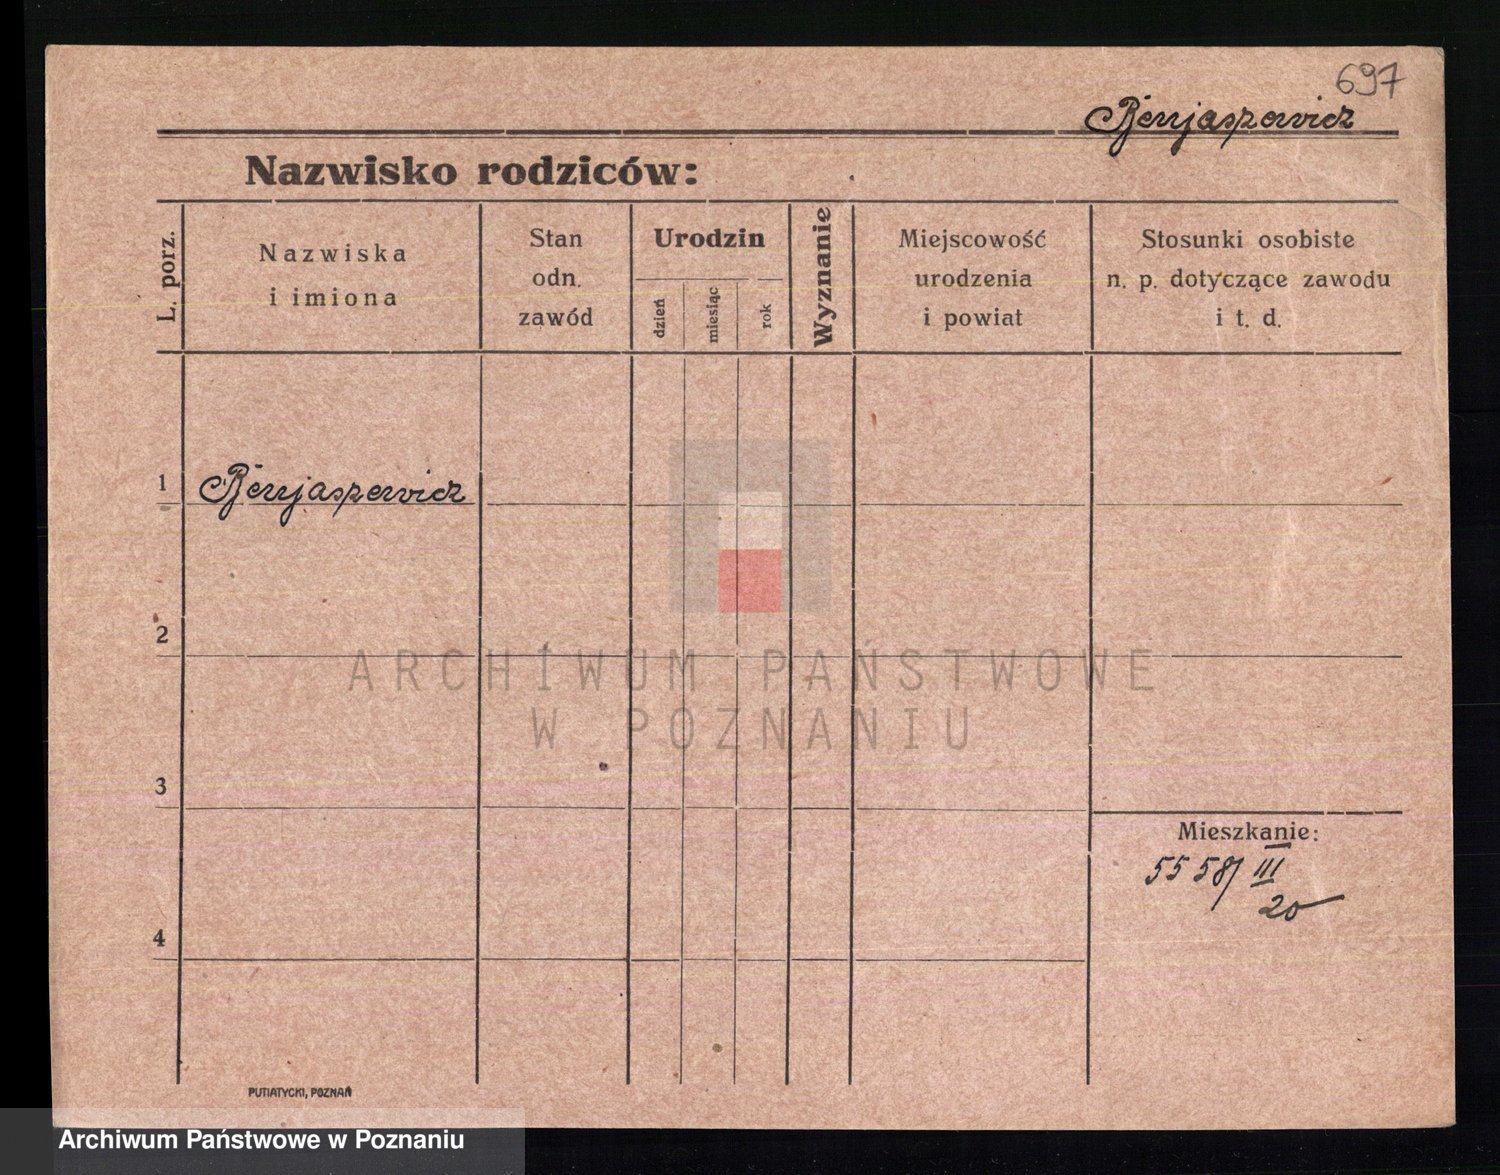 697
Benjaszewicz
Nazwisko rodziców:
L. porz.
Nazwiska
i imiona
Stan
odn.
zawód
Urodzin
dzień
miesiąc
rok
Wyznanie
Miejscowość
urodzenia
i powiat
Stosunki osobiste
n. p. dotyczące zawodu
i t. d.
1 Benjaszewicz
2
ARCHIWUM PAŃSTWOWE
W POZNANIU
3
Mieszkanie:
5558/III
20
4
PUTIATYCKI, POZNAŃ
Archiwum Państwowe w Poznaniu